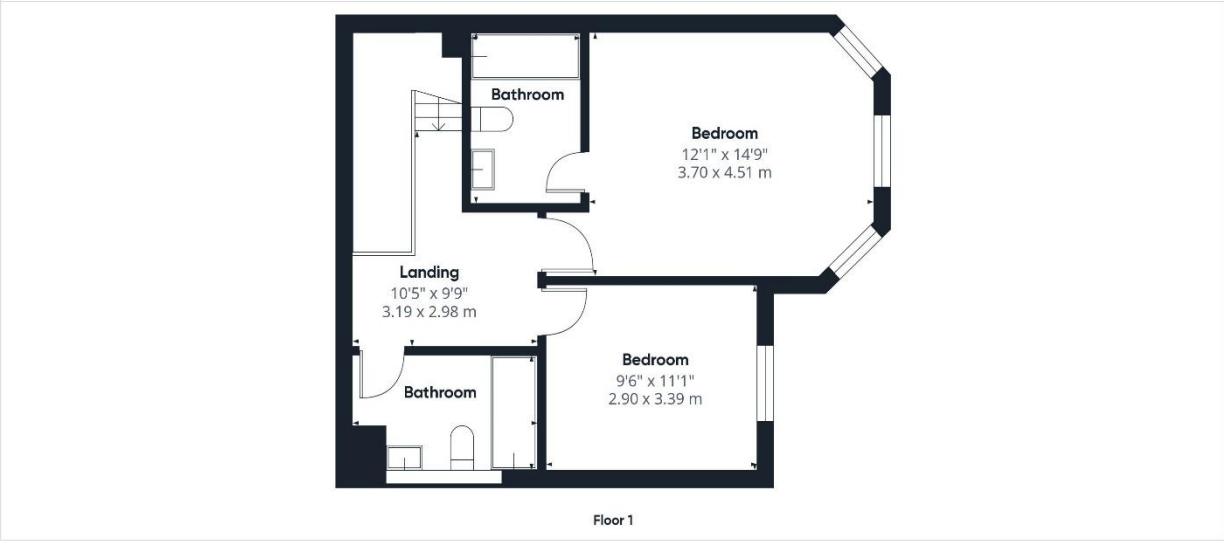 Bathroom
Bedroom
12'1" x 14'9"
3.70 x 4.51 m
Landing
10'5" x 9'9"
3.19 x 2.98 m
Bedroom
9'6" x 11'1"
2.90 x 3.39 m
Bathroom
Floor 1